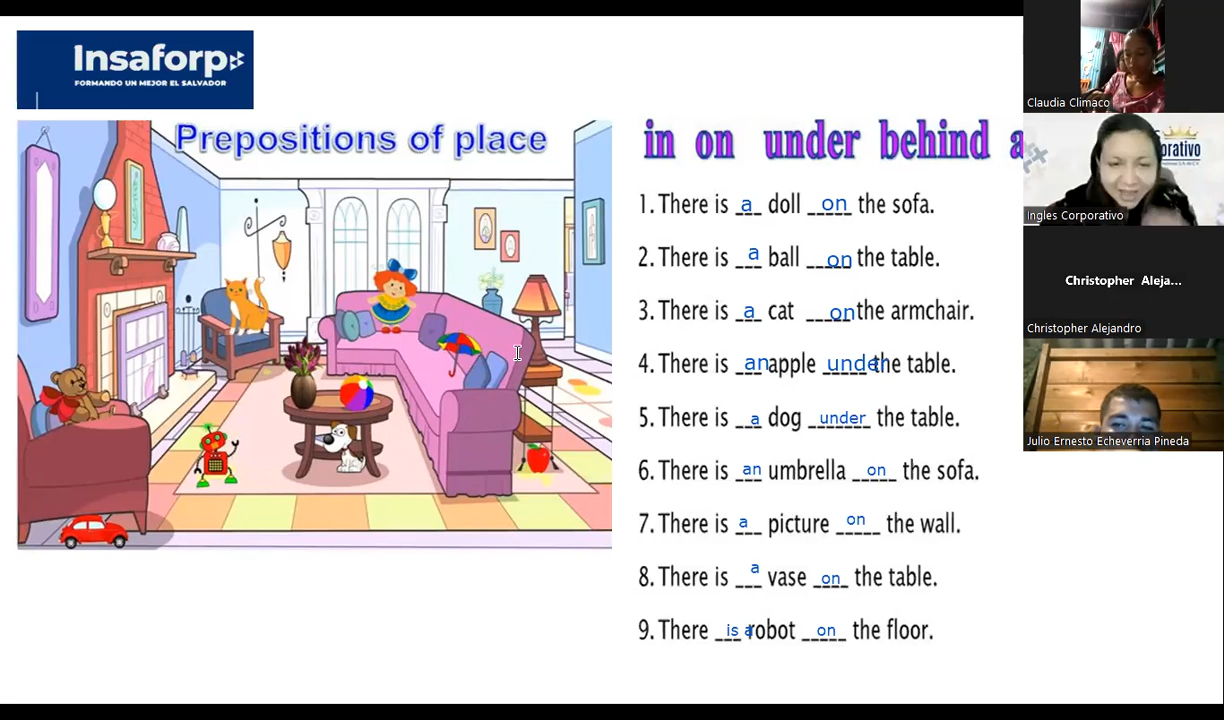 Insaforp
FORMANDO UN MEJOR EL SALVADOR
Prepositions of place
in on under behind a
1. There is a doll on the sofa.
2. There is a ball on the table.
3. There is a cat on the armchair.
4. There is an apple under the table.
5. There is a dog under the table.
6. There is an umbrella on the sofa.
7. There is a picture on the wall.
8. There is a vase on the table.
9. There is a robot on the floor.
Claudia Climaco
orativo
Ingles Corporativo
Christopher Aleja...
Christopher Alejandro
Julio Ernesto Echeverria Pineda